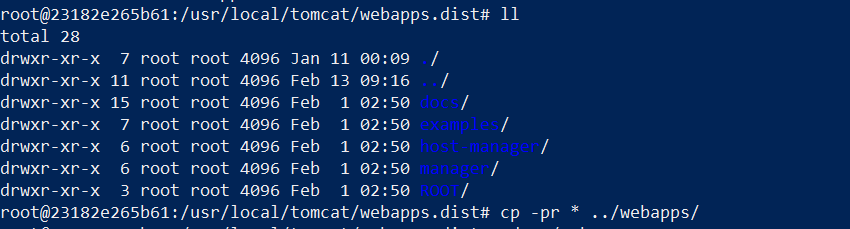 root@23182e265b61:/usr/local/tomcat/webapps.dist# ll
total 28
drwxr-xr-x  7 root root 4096 Jan 11 00:09 ./
drwxr-xr-x 11 root root 4096 Feb 13 09:16 ../
drwxr-xr-x 15 root root 4096 Feb  1 02:50 docs/
drwxr-xr-x  7 root root 4096 Feb  1 02:50 examples/
drwxr-xr-x  6 root root 4096 Feb  1 02:50 host-manager/
drwxr-xr-x  6 root root 4096 Feb  1 02:50 manager/
drwxr-xr-x  3 root root 4096 Feb  1 02:50 ROOT/
root@23182e265b61:/usr/local/tomcat/webapps.dist# cp -pr * ../webapps/